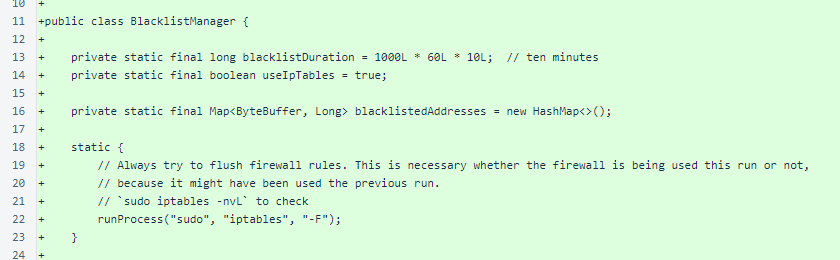 10 +
11 +public class BlacklistManager {
12 +
13 +    private static final long blacklistDuration = 1000L * 60L * 10L;  // ten minutes
14 +    private static final boolean useIpTables = true;
15 +
16 +    private static final Map<ByteBuffer, Long> blacklistedAddresses = new HashMap<>();
17 +
18 +    static {
19 +        // Always try to flush firewall rules. This is necessary whether the firewall is being used this run or not,
20 +        // because it might have been used the previous run.
21 +        // `sudo iptables -nvL` to check
22 +        runProcess("sudo", "iptables", "-F");
23 +    }
24 +